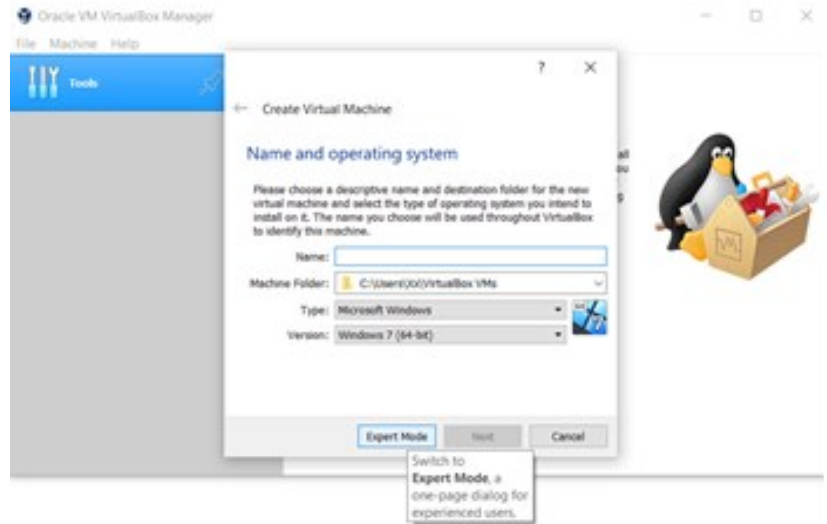 Oracle VM VirtualBox Manager
File Machine Help
Tools
? ×
Create Virtual Machine
Name and operating system
all
ou
g
Please choose a descriptive name and destination folder for the new
virtual machine and select the type of operating system you intend to
install on it. The name you choose will be used throughout VirtualBox
to identify this machine.
Name:
Machine Folder: VirtualBox VMs
Type: Microsoft Windows
Version: Windows 7 (64-bit)
Expert Mode Next Cancel
Switch to
Expert Mode, a
one-page dialog for
experienced users.